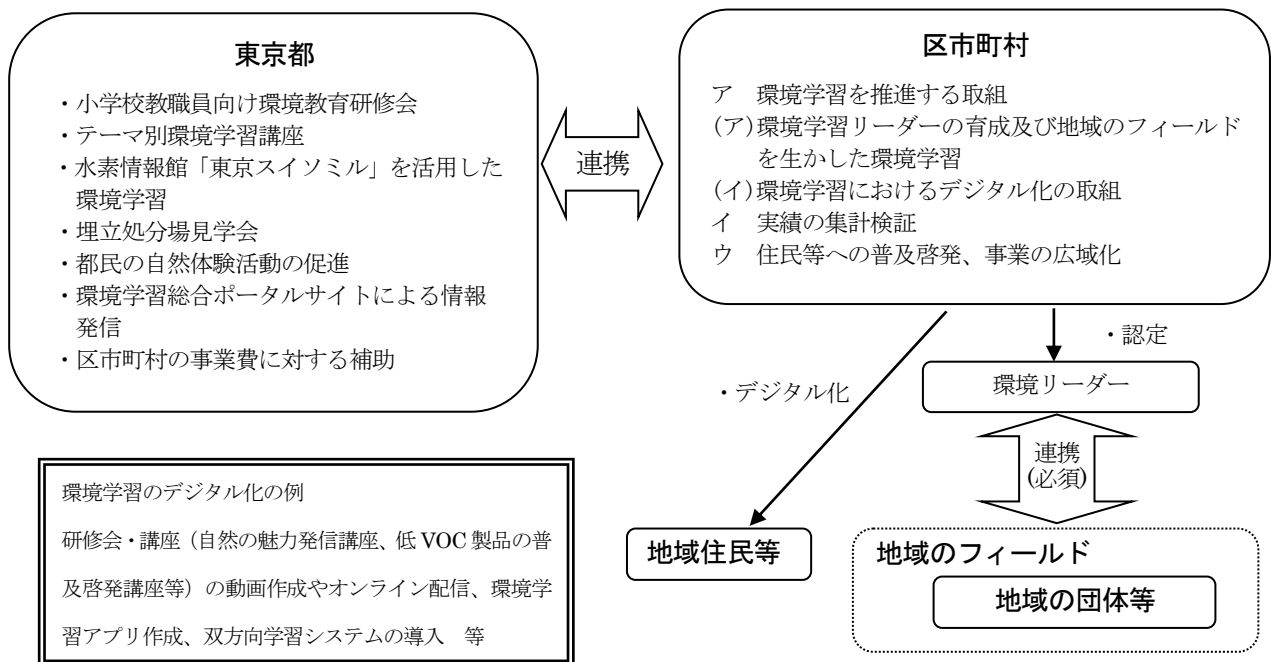 東京都
・小学校教職員向け環境教育研修会
・テーマ別環境学習講座
・水素情報館「東京スイソミル」を活用した
環境学習
・埋立処分場見学会
・都民の自然体験活動の促進
・環境学習総合ポータルサイトによる情報
発信
・区市町村の事業費に対する補助
連携
区市町村
ア 環境学習を推進する取組
(ア)環境学習リーダーの育成及び地域のフィールド
を生かした環境学習
(イ)環境学習におけるデジタル化の取組
イ 実績の集計検証
ウ 住民等への普及啓発、事業の広域化
・認定
・デジタル化
環境リーダー
連携
(必須)
地域住民等
地域のフィールド
地域の団体等
環境学習のデジタル化の例
研修会・講座（自然の魅力発信講座、低 VOC 製品の普
及啓発講座等）の動画作成やオンライン配信、環境学
習アプリ作成、双方向学習システムの導入 等